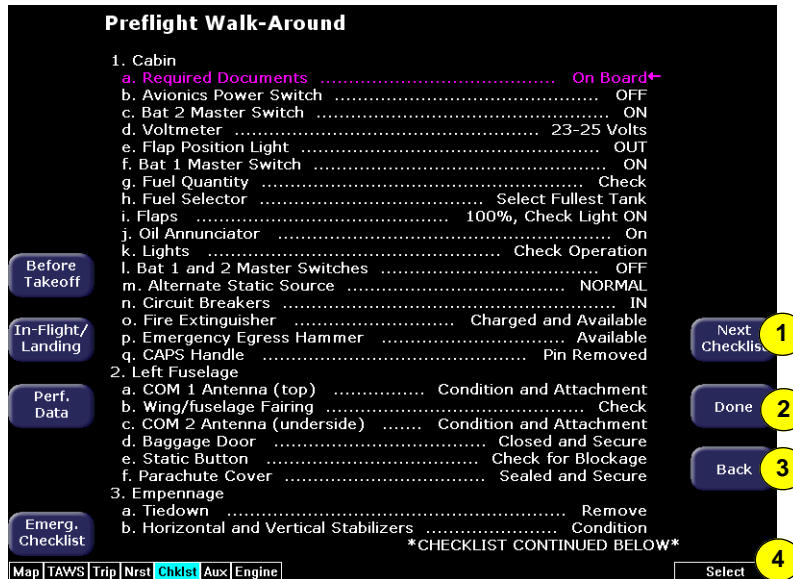 Preflight Walk-Around
1. Cabin
a. Required Documents ....................................... On Board←
b. Avionics Power Switch ............................................ OFF
c. Bat 2 Master Switch ................................................ ON
d. Voltmeter ................................................... 23-25 Volts
e. Flap Position Light .................................................. OUT
f. Bat 1 Master Switch ................................................. ON
g. Fuel Quantity ........................................................ Check
h. Fuel Selector ....................................... Select Fullest Tank
i. Flaps .......................................... 100%, Check Light ON
j. Oil Annunciator ....................................................... On
k. Lights ................................................ Check Operation
l. Bat 1 and 2 Master Switches ................................... OFF
m. Alternate Static Source ..................................... NORMAL
n. Circuit Breakers ....................................................... IN
o. Fire Extinguisher ....................... Charged and Available
p. Emergency Egress Hammer ............................ Available
q. CAPS Handle ............................................ Pin Removed
2. Left Fuselage
a. COM 1 Antenna (top) ............ Condition and Attachment
b. Wing/fuselage Fairing ........................................... Check
c. COM 2 Antenna (underside) ....... Condition and Attachment
d. Baggage Door .................................. Closed and Secure
e. Static Button ................................... Check for Blockage
f. Parachute Cover .............................. Sealed and Secure
3. Empennage
a. Tiedown .......................................................... Remove
b. Horizontal and Vertical Stabilizers ................... Condition
*CHECKLIST CONTINUED BELOW*
Before
Takeoff
In-Flight/
Landing
Perf.
Data
Emerg.
Checklist
Next
Checklist
1
Done
2
Back
3
Map TAWS Trip Nrst Chklst Aux Engine
Select
4